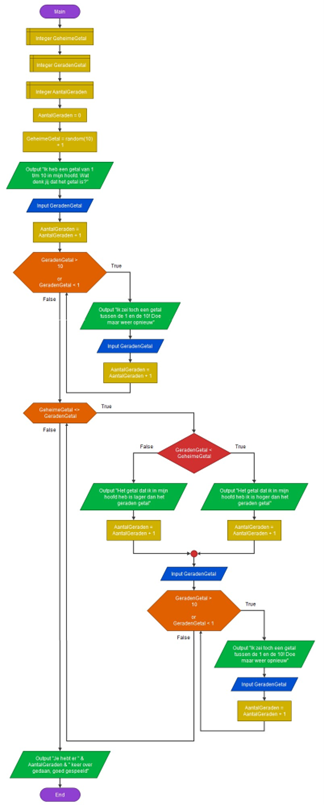 Main
Integer GeheimeGetal
Integer GeradenGetal
Integer AantalGeraden
AantalGeraden = 0
GeheimeGetal = random(10)
+ 1
Output "Ik heb een getal van 1
t/m 10 in mijn hoofd. Wat
denk jij dat het getal is?"
Input GeradenGetal
AantalGeraden =
AantalGeraden + 1
GeradenGetal >
10
or
GeradenGetal < 1
True
False
Output "Ik zei toch een getal
tussen de 1 en de 10! Doe
maar weer opnieuw"
Input GeradenGetal
AantalGeraden =
AantalGeraden + 1
GeheimeGetal <>
GeradenGetal
True
False
GeradenGetal <
GeheimeGetal
False
True
Output "Het getal dat ik in mijn
hoofd heb is lager dan het
geraden getal"
Output "Het getal dat ik in mijn
hoofd heb is hoger dan het
geraden getal"
AantalGeraden =
AantalGeraden + 1
AantalGeraden =
AantalGeraden + 1
Input GeradenGetal
GeradenGetal >
10
or
GeradenGetal < 1
True
False
Output "Ik zei toch een getal
tussen de 1 en de 10! Doe
maar weer opnieuw"
Input GeradenGetal
AantalGeraden =
AantalGeraden + 1
Output "Je hebt er " &
AantalGeraden & " keer over
gedaan, goed gespeeld"
End